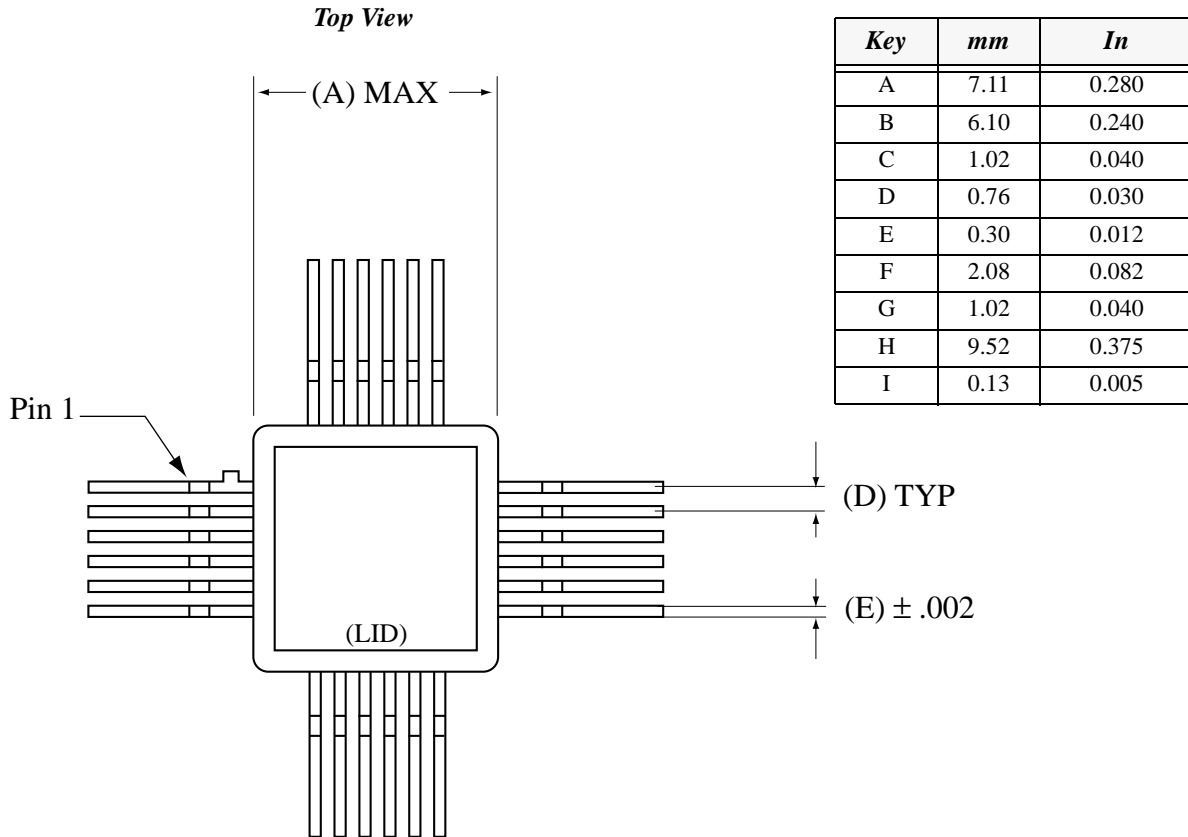 Top View
(A) MAX
Key mm In
A 7.11 0.280
B 6.10 0.240
C 1.02 0.040
D 0.76 0.030
E 0.30 0.012
F 2.08 0.082
G 1.02 0.040
H 9.52 0.375
I 0.13 0.005
Pin 1
(D) TYP
(E) ± .002
(LID)